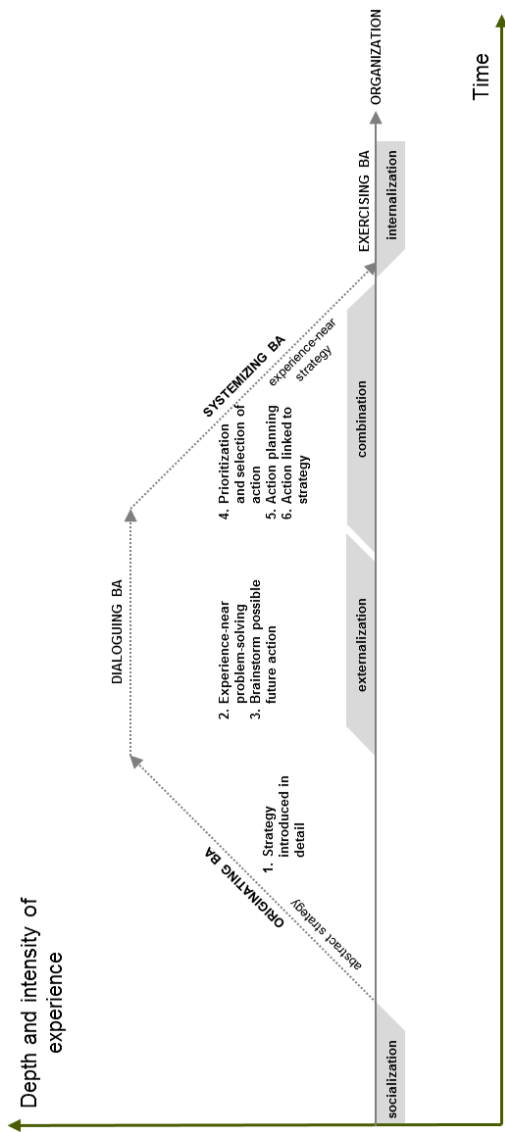 Depth and intensity of
experience
DIALOGUING BA
ORIGINATING BA
abstract strategy
SYSTEMIZING BA
experience-near
strategy
1. Strategy
introduced in
detail
2. Experience-near
problem-solving
3. Brainstorm possible
future action
4. Prioritization
and selection of
action
5. Action planning
6. Action linked to
strategy
EXERCISING BA
ORGANIZATION
socialization
externalization
combination
internalization
Time